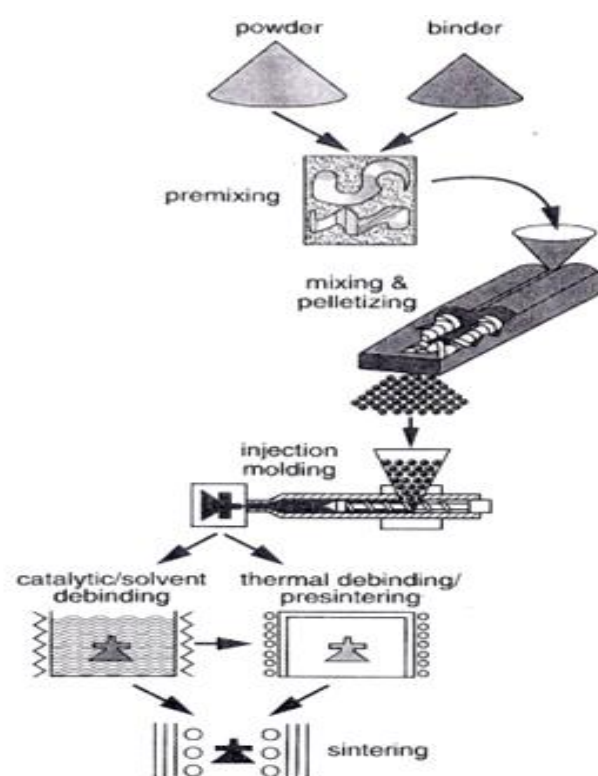 powder
binder
premixing
mixing &
pelletizing
injection
molding
catalytic/solvent
debinding
thermal debinding/
presintering
sintering